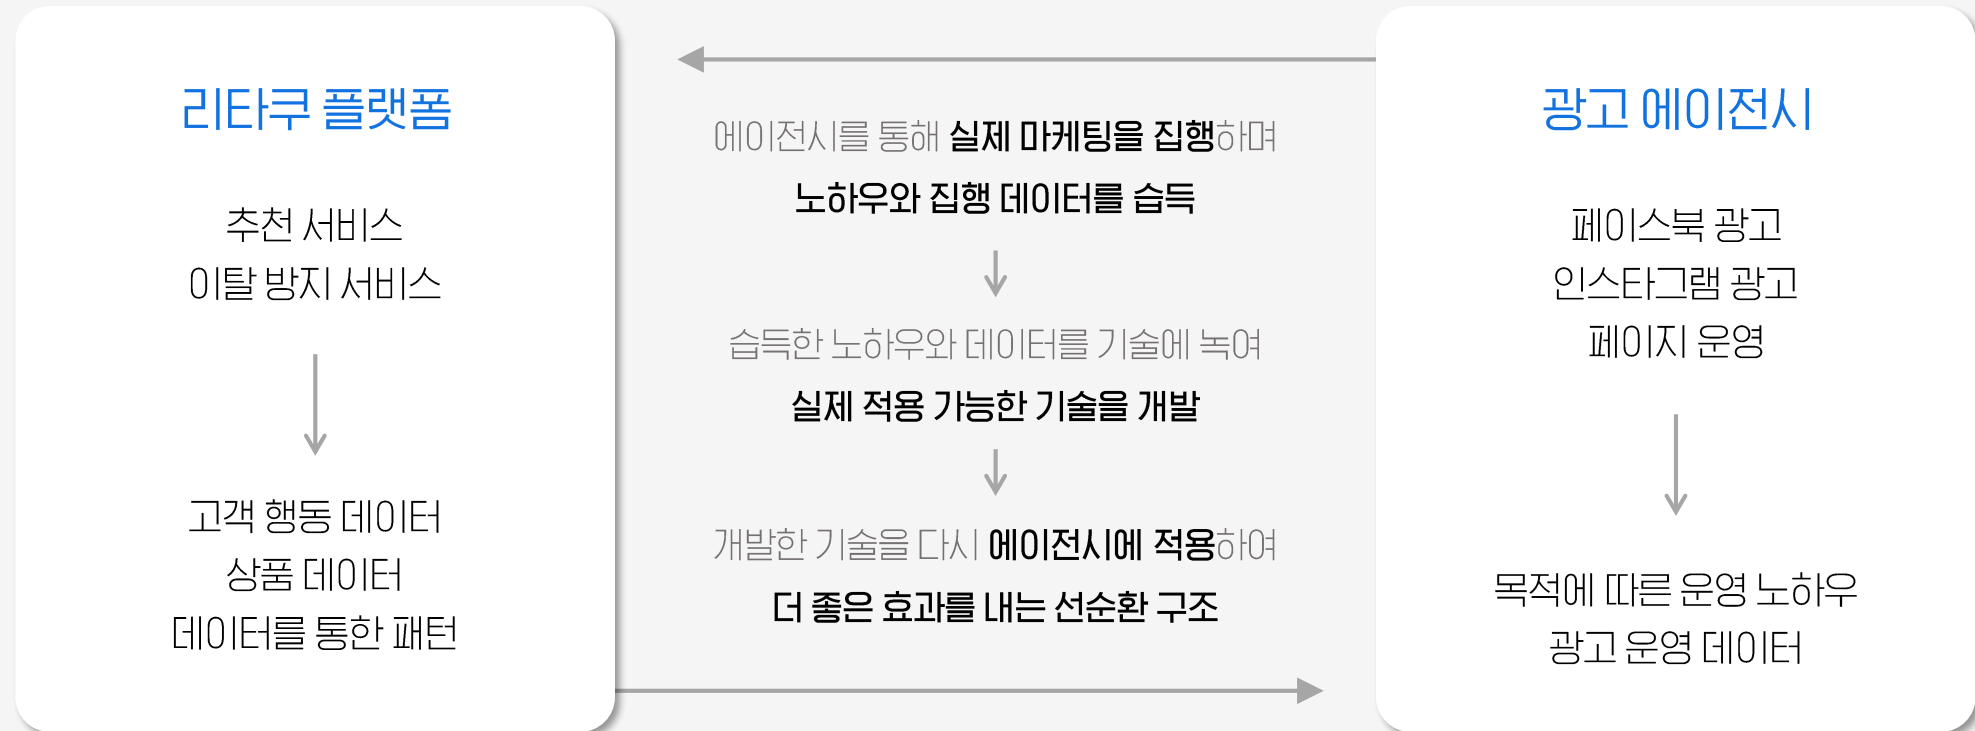 리타쿠 플랫폼
추천 서비스
이탈 방지 서비스
고객 행동 데이터
상품 데이터
데이터를 통한 패턴
에이전시를 통해 실제 마케팅을 집행하며
노하우와 집행 데이터를 습득
습득한 노하우와 데이터를 기술에 녹여
실제 적용 가능한 기술을 개발
개발한 기술을 다시 에이전시에 적용하여
더 좋은 효과를 내는 선순환 구조
광고 에이전시
페이스북 광고
인스타그램 광고
페이지 운영
목적에 따른 운영 노하우
광고 운영 데이터